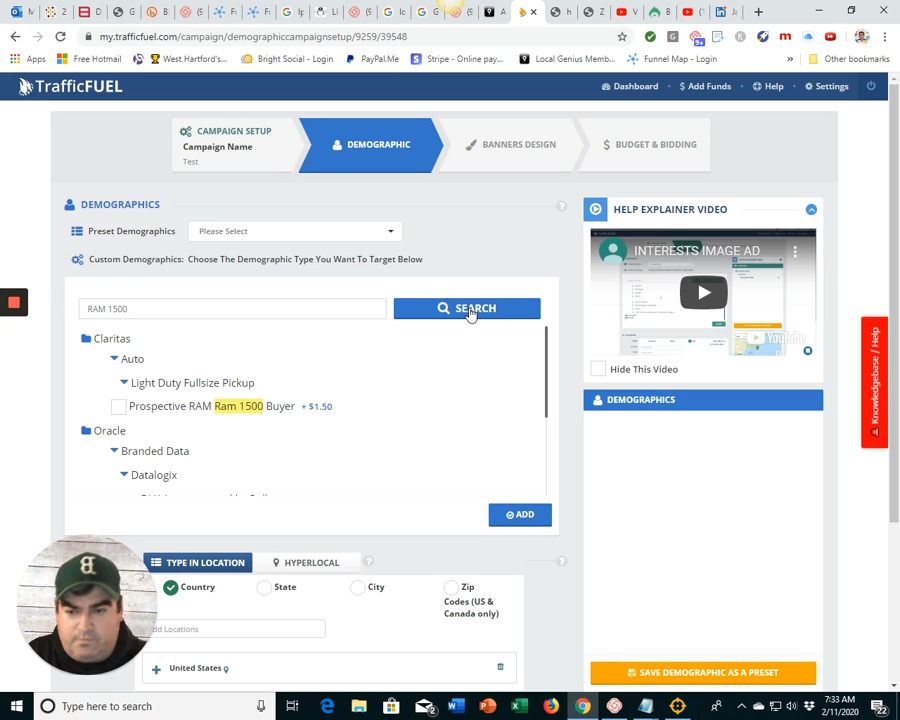 my.trafficfuel.com/campaign/demographiccampaignsetup/9259/39548
Apps
Free Hotmail
West Hartford's...
Bright Social - Login
PayPal.Me
Stripe - Online pay...
Local Genius Memb...
Funnel Map - Login
»
Other bookmarks
TrafficFUEL
Dashboard
$ Add Funds
Help
Settings
CAMPAIGN SETUP
Campaign Name
Test
DEMOGRAPHIC
BANNERS DESIGN
$ BUDGET & BIDDING
DEMOGRAPHICS
Preset Demographics
Please Select
Custom Demographics: Choose The Demographic Type You Want To Target Below
RAM 1500
SEARCH
Claritas
Auto
Light Duty Fullsize Pickup
Prospective RAM Ram 1500 Buyer + $1.50
Oracle
Branded Data
Datalogix
ADD
HELP EXPLAINER VIDEO
INTERESTS IMAGE AD
Youtube
Hide This Video
DEMOGRAPHICS
Knowledgebase / Help
TYPE IN LOCATION
HYPERLOCAL
Country
State
City
Zip
Codes (US &
Canada only)
dd Locations
United States
SAVE DEMOGRAPHIC AS A PRESET
Type here to search
7:33 AM
2/11/2020
22